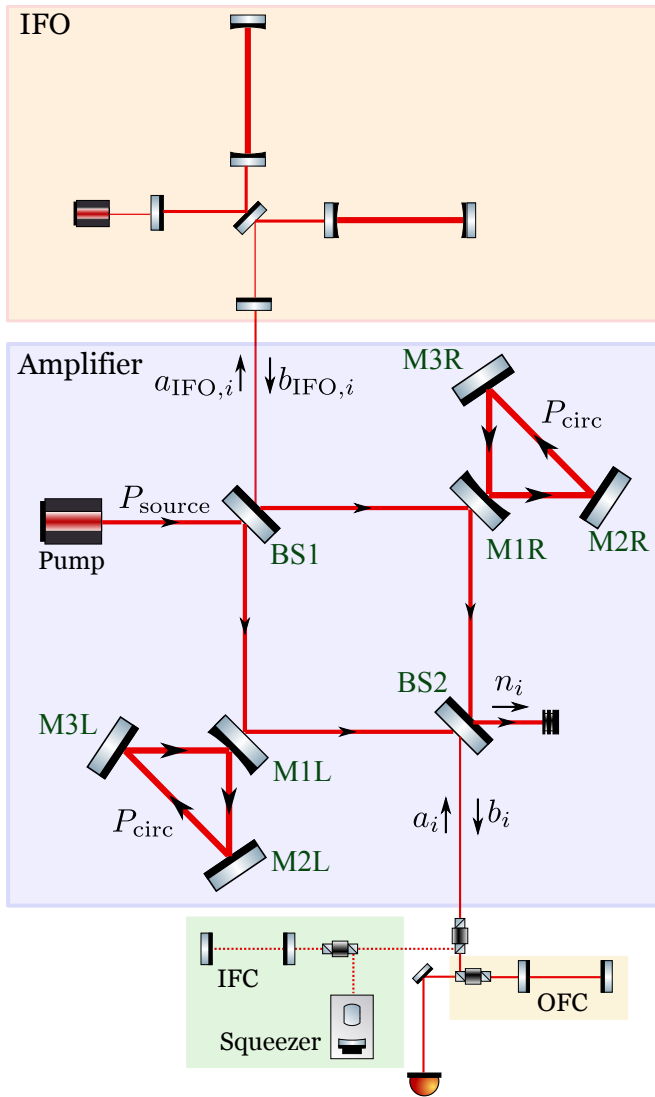 IFO
Amplifier
a_IFO,i
b_IFO,i
M3R
P_circ
P_source
Pump
BS1
M1R
M2R
BS2
n_i
M3L
M1L
P_circ
M2L
a_i
b_i
IFC
OFC
Squeezer